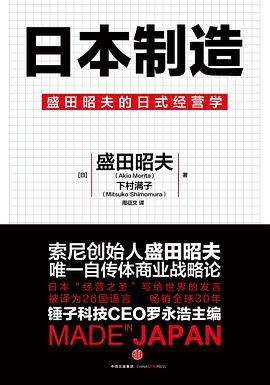 日本制造
盛田昭夫的日式经营学
[日] 盛田昭夫
(Akio Morita)
下村满子 著
(Mitsuko Shimomura)
周征文 译
索尼创始人盛田昭夫
唯一自传体商业战略论
日本“经营之圣”写给世界的发言
被译为26国语言 畅销全球30年
锤子科技CEO罗永浩主编
MADE IN JAPAN
中信出版集团 | CHINACITICPRESS